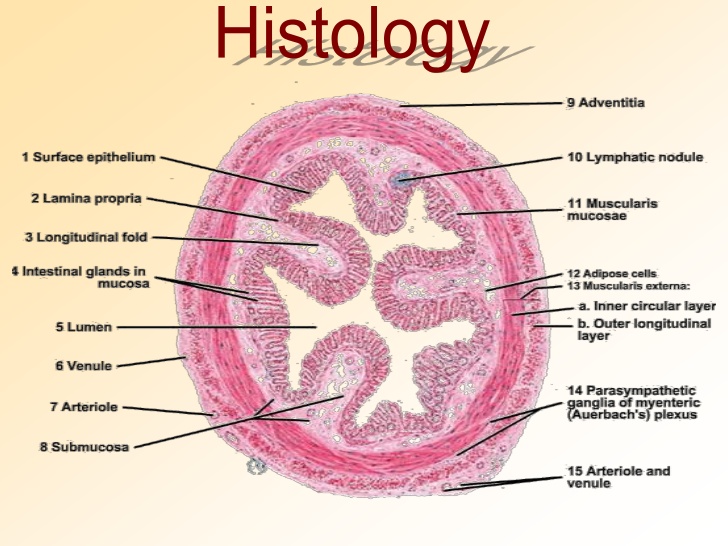 Histology
1 Surface epithelium
2 Lamina propria
3 Longitudinal fold
4 Intestinal glands in
mucosa
5 Lumen
6 Venule
7 Arteriole
8 Submucosa
9 Adventitia
10 Lymphatic nodule
11 Muscularis
mucosae
12 Adipose cells
13 Muscularis externa:
a. Inner circular layer
b. Outer longitudinal
layer
14 Parasympathetic
ganglia of myenteric
(Auerbach's) plexus
15 Arteriole and
venule